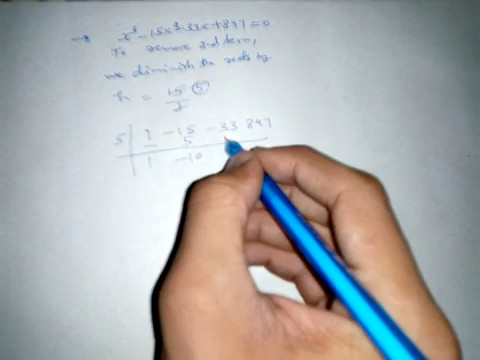 → x³ - 15x² - 33x + 847 = 0
To remove 2nd term,
we diminish the roots by
h = 15/3 5
5 | 1 - 15 - 33 847
5
1 - 10